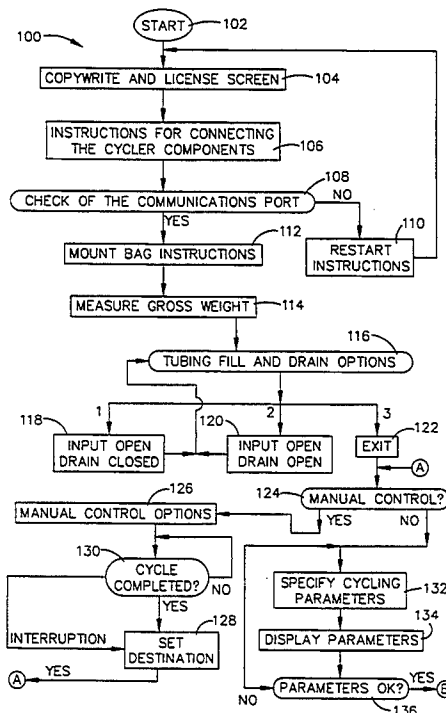 START
102
100
COPYWRITE AND LICENSE SCREEN
104
INSTRUCTIONS FOR CONNECTING
THE CYCLER COMPONENTS
106
108
CHECK OF THE COMMUNICATIONS PORT
NO
YES
112
110
MOUNT BAG INSTRUCTIONS
RESTART
INSTRUCTIONS
MEASURE GROSS WEIGHT
114
116
TUBING FILL AND DRAIN OPTIONS
1
2
3
118
INPUT OPEN
DRAIN CLOSED
120
INPUT OPEN
DRAIN OPEN
122
EXIT
A
126
124
MANUAL CONTROL?
MANUAL CONTROL OPTIONS
YES
NO
130
CYCLE
COMPLETED?
NO
YES
SPECIFY CYCLING
PARAMETERS
132
INTERRUPTION
128
SET
DESTINATION
134
DISPLAY PARAMETERS
A
YES
NO
PARAMETERS OK?
YES
B
136